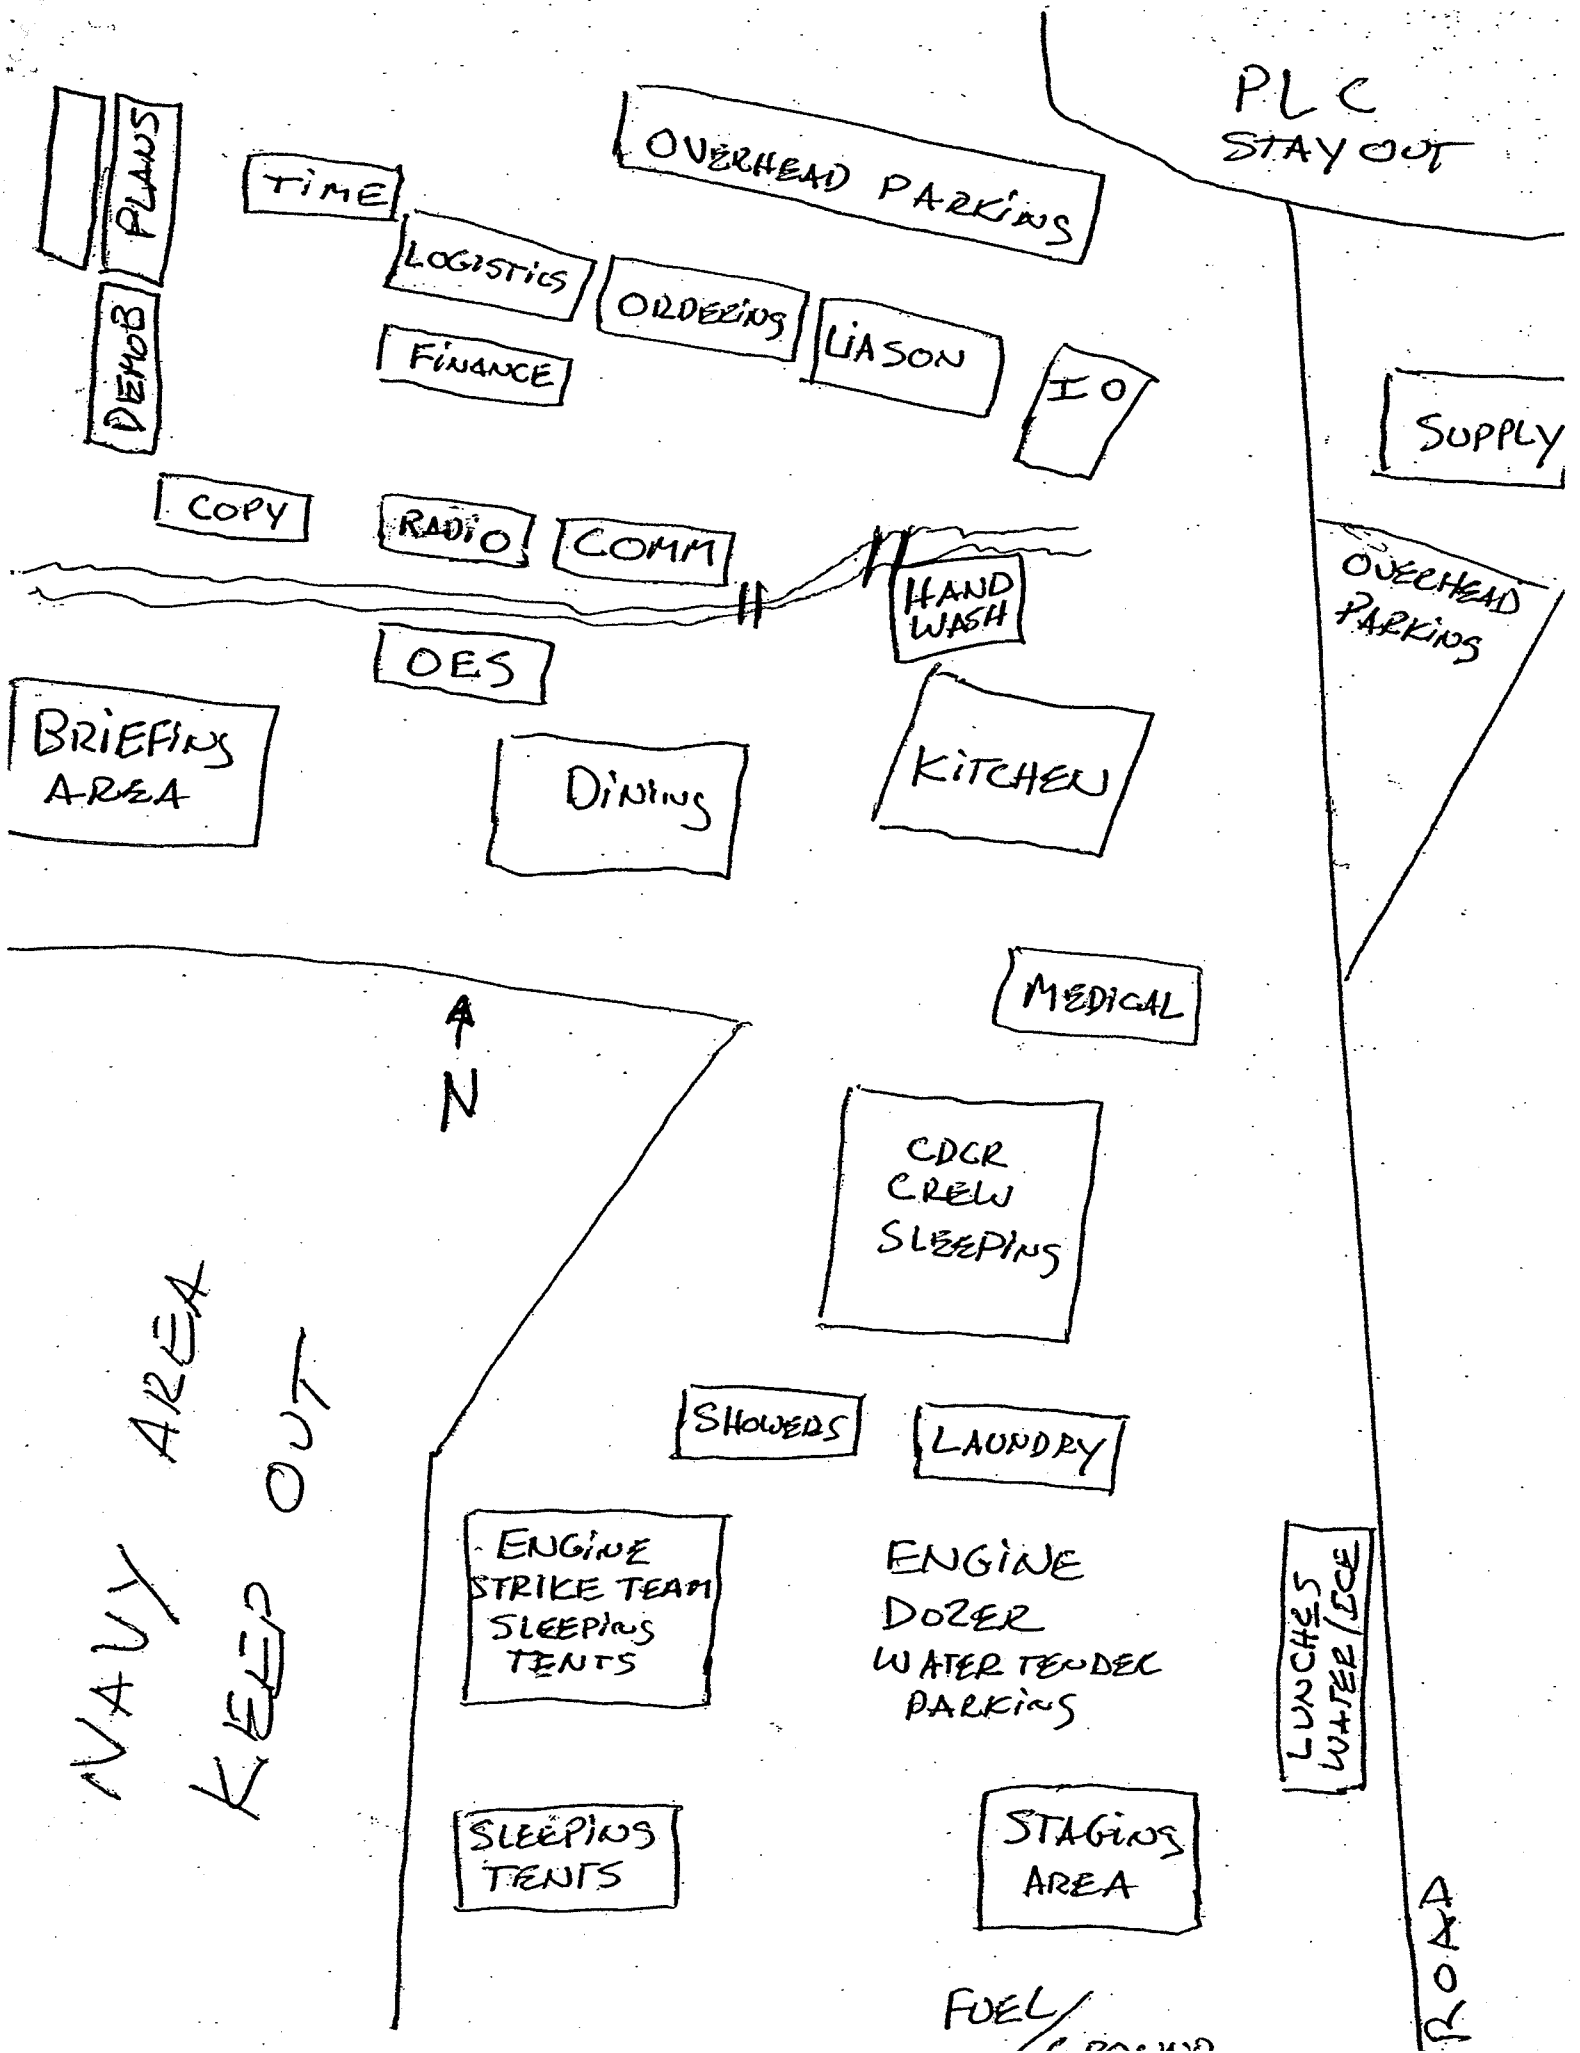 PLC
STAY OUT
PLANS
TIME
OVERHEAD PARKING
LOGISTICS
ORDERING
LIASON
DEMOB
FINANCE
IO
SUPPLY
COPY
RADIO
COMM
HAND
WASH
OVERHEAD
PARKING
OES
BRIEFING
AREA
DINING
KITCHEN
MEDICAL
N
CDCR
CREW
SLEEPING
NAVY AREA
KEEP OUT
SHOWERS
LAUNDRY
ENGINE
STRIKE TEAM
SLEEPING
TENTS
ENGINE
DOZER
WATER TENDER
PARKING
LUNCHES
WATER/ICE
SLEEPING
TENTS
STAGING
AREA
ROAD
FUEL/
GROUND